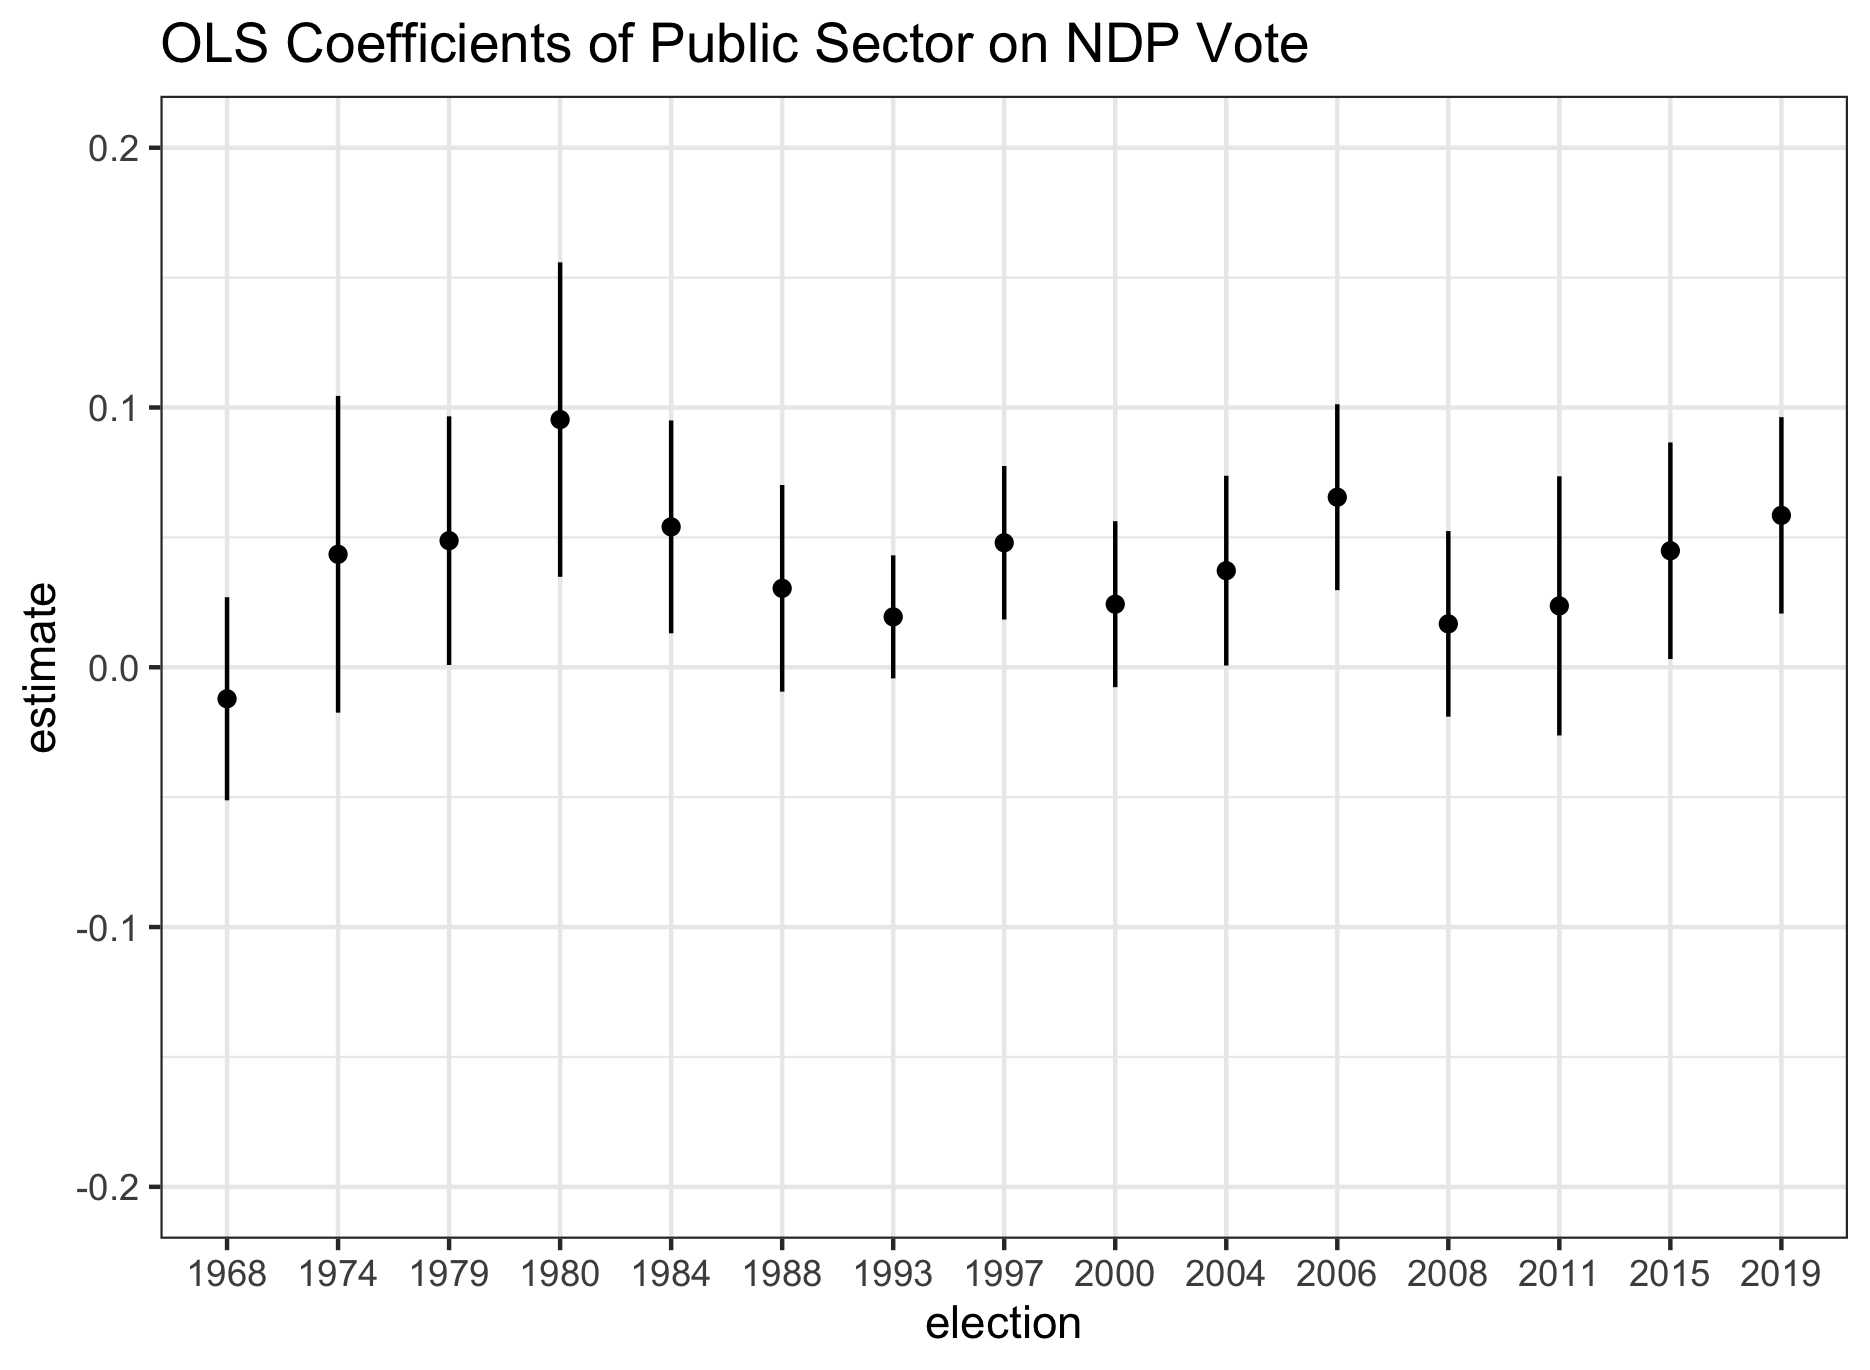 OLS Coefficients of Public Sector on NDP Vote
0.2
0.1
0.0
-0.1
-0.2
estimate
1968 1974 1979 1980 1984 1988 1993 1997 2000 2004 2006 2008 2011 2015 2019
election